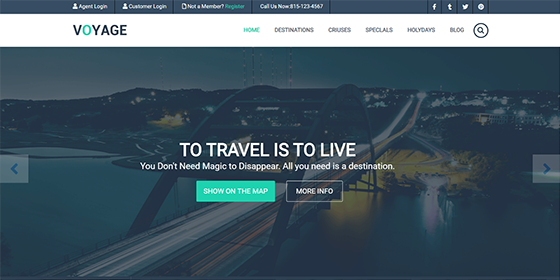 Agent Login Customer Login Not a Member? Register Call Us Now:815-123-4567
VOYAGE HOME DESTINATIONS CRIUSES SPECIALS HOLYDAYS BLOG
TO TRAVEL IS TO LIVE
You Don't Need Magic to Disappear. All you need is a destination.
SHOW ON THE MAP MORE INFO